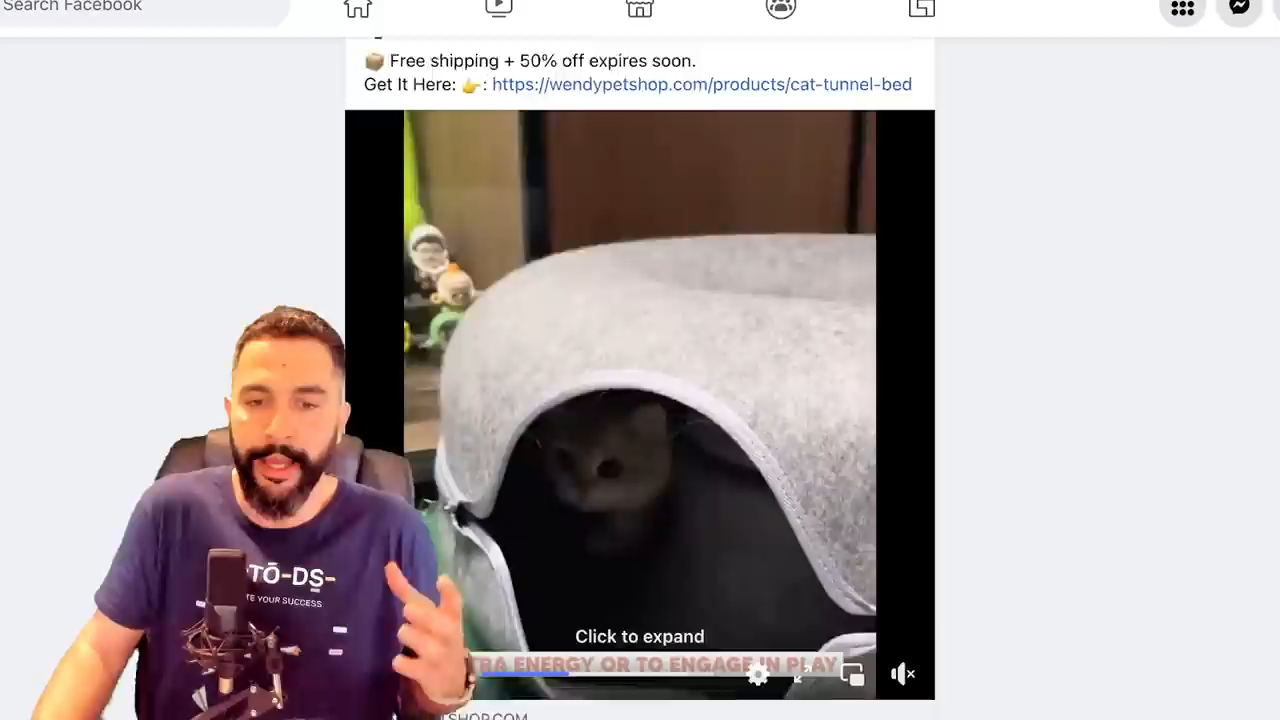 Search Facebook
📦 Free shipping + 50% off expires soon.
Get It Here: 👉: https://wendypetshop.com/products/cat-tunnel-bed
TŌ-DS-
TE YOUR SUCCESS
Click to expand
TRA ENERGY OR TO ENGAGE IN PLAY
SHOP.COM